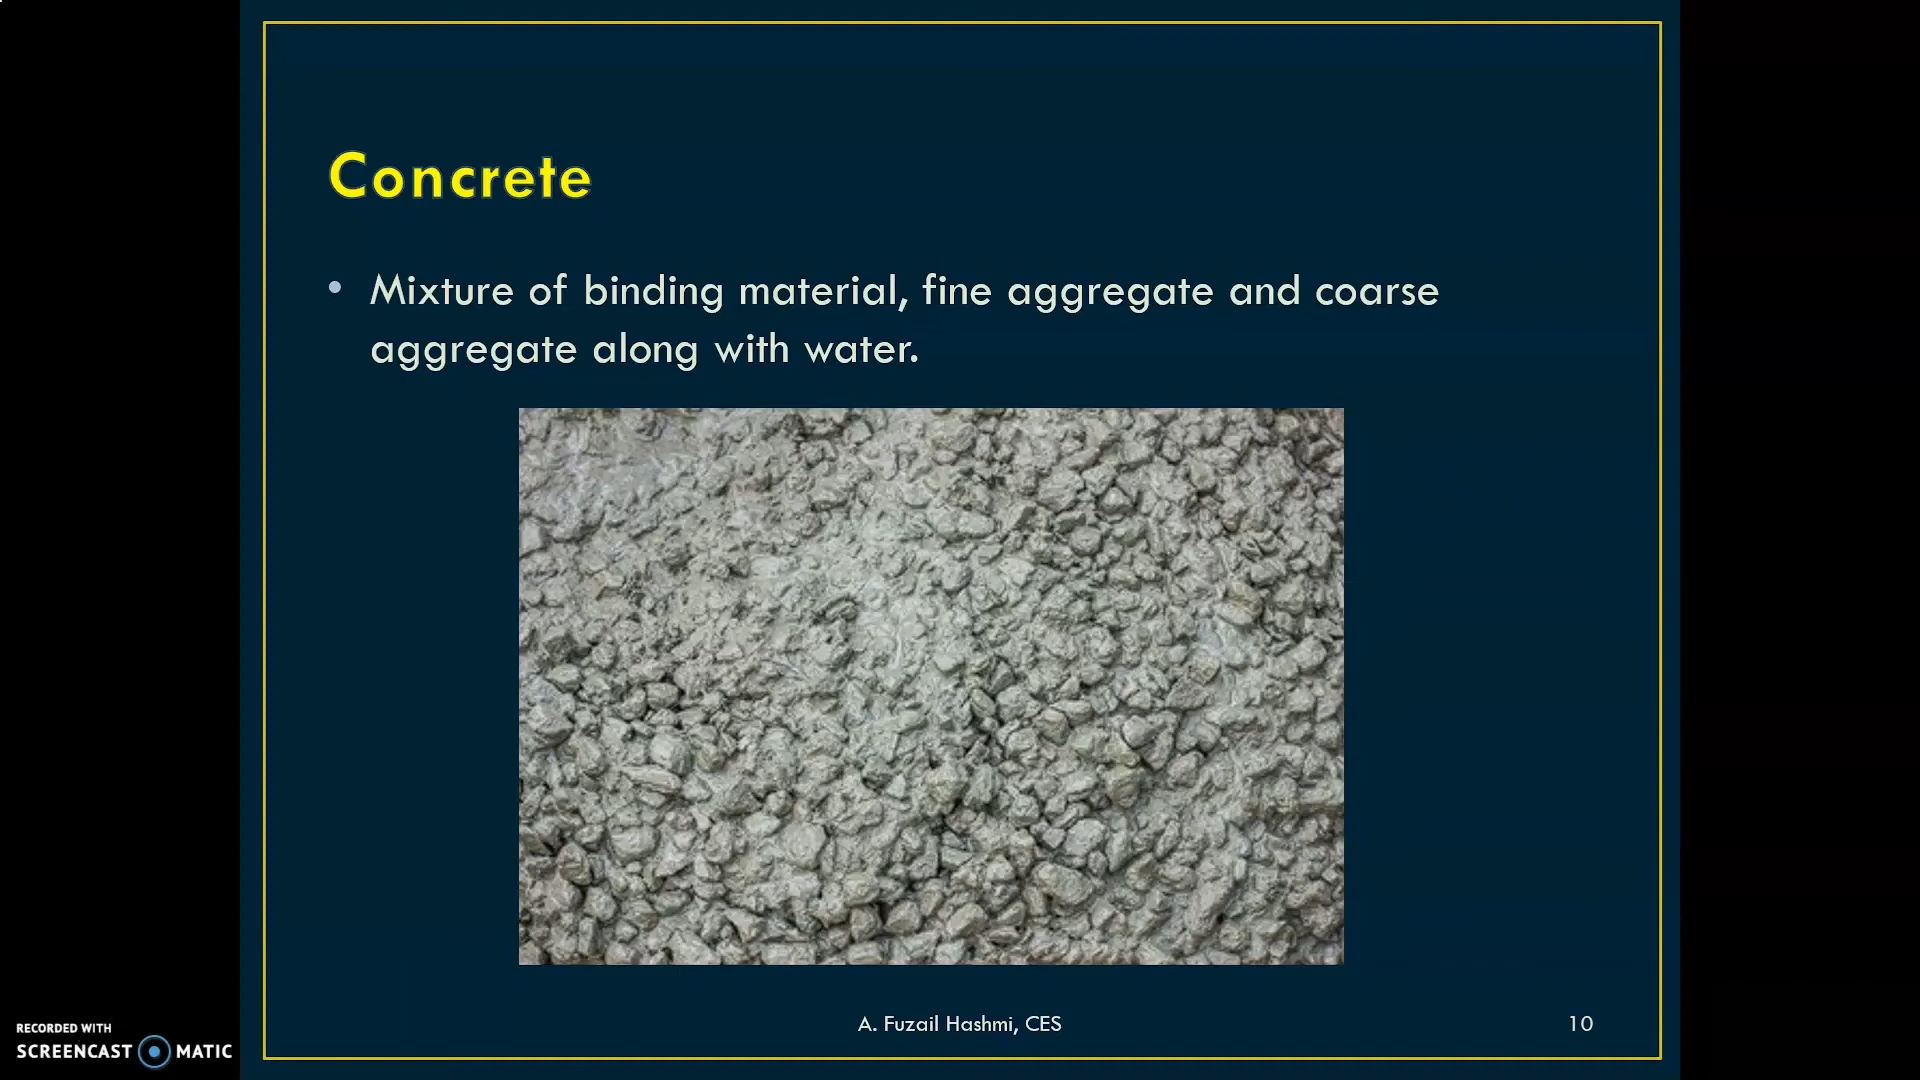 Concrete
• Mixture of binding material, fine aggregate and coarse
aggregate along with water.
A. Fuzail Hashmi, CES
10
RECORDED WITH
SCREENCAST MATIC